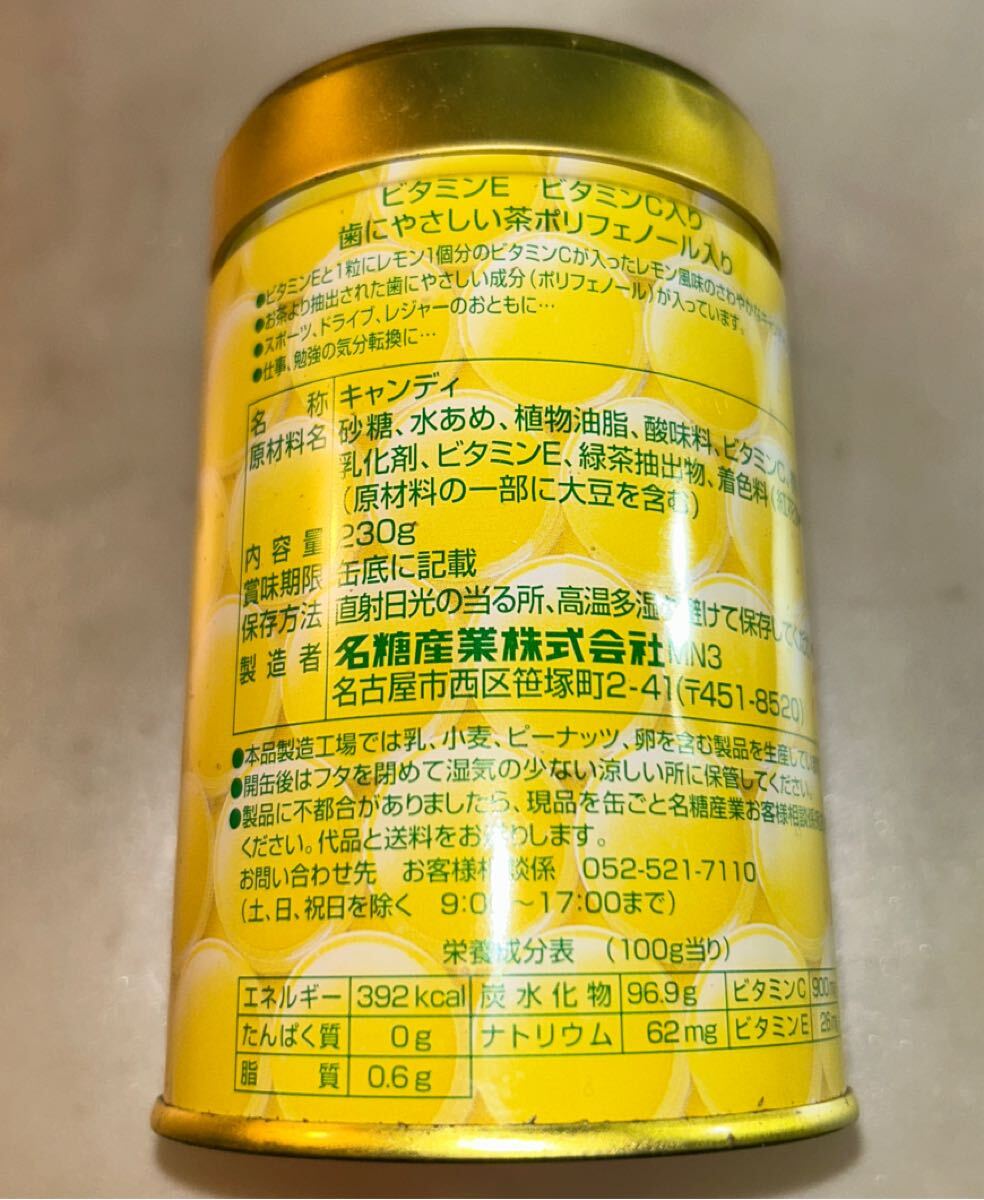 ビタミンE ビタミンC入り
歯にやさしい茶ポリフェノール入り
●ビタミンEと1粒にレモン1個分のビタミンCが入ったレモン風味のさわやかな
●お茶より抽出された歯にやさしい成分(ポリフェノール)が入っています。
●スポーツ、ドライブ、レジャーのおともに…
●仕事、勉強の気分転換に…
名称 キャンディ
原材料名 砂糖、水あめ、植物油脂、酸味料、ビタミンC、
乳化剤、ビタミンE、緑茶抽出物、着色料(紅花
(原材料の一部に大豆を含む)
内容量 230g
賞味期限 缶底に記載
保存方法 直射日光の当る所、高温多湿を避けて保存してください
製造者 名糖産業株式会社 MN3
名古屋市西区笹塚町2-41(〒451-8520)
●本品製造工場では乳、小麦、ピーナッツ、卵を含む製品を生産しています
●開缶後はフタを閉めて湿気の少ない涼しい所に保管してください。
●製品に不都合がありましたら、現品を缶ごと名糖産業お客様相談係
ください。代品と送料をお送りします。
お問い合わせ先 お客様相談係 052-521-7110
(土、日、祝日を除く 9:00~17:00まで)
栄養成分表 (100g当り)
エネルギー 392kcal 炭水化物 96.9g ビタミンC 900mg
たんぱく質 0g ナトリウム 62mg ビタミンE 26mg
脂質 0.6g